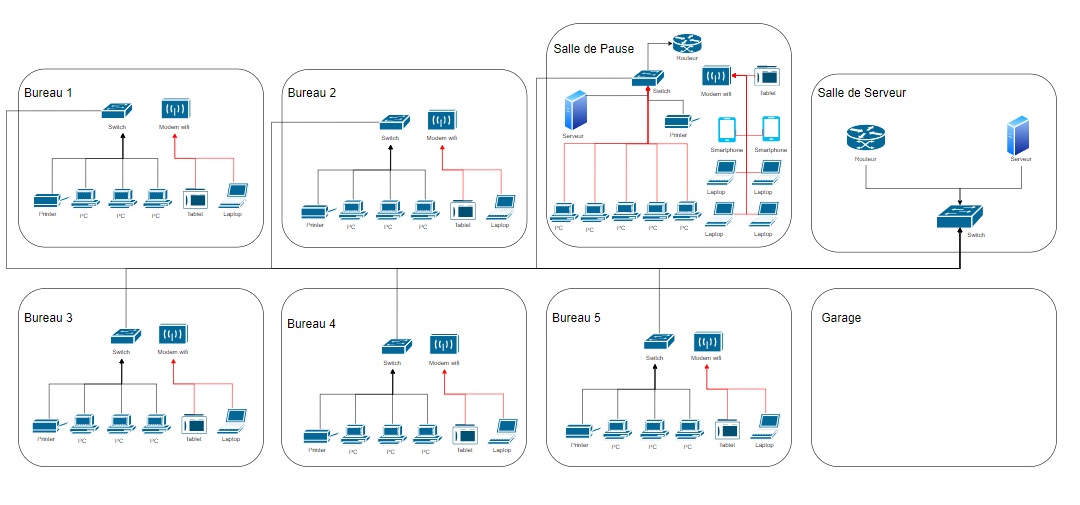 Bureau 1
Switch
Modem wifi
Printer
PC
PC
PC
Tablet
Laptop
Bureau 2
Switch
Modem wifi
Printer
PC
PC
PC
Tablet
Laptop
Salle de Pause
Routeur
Switch
Modem wifi
Tablet
Serveur
Printer
Smartphone
Smartphone
Laptop
Laptop
PC
PC
PC
PC
PC
Laptop
Laptop
Salle de Serveur
Routeur
Serveur
Switch
Bureau 3
Switch
Modem wifi
Printer
PC
PC
PC
Tablet
Laptop
Bureau 4
Switch
Modem wifi
Printer
PC
PC
PC
Tablet
Laptop
Bureau 5
Switch
Modem wifi
Printer
PC
PC
PC
Tablet
Laptop
Garage